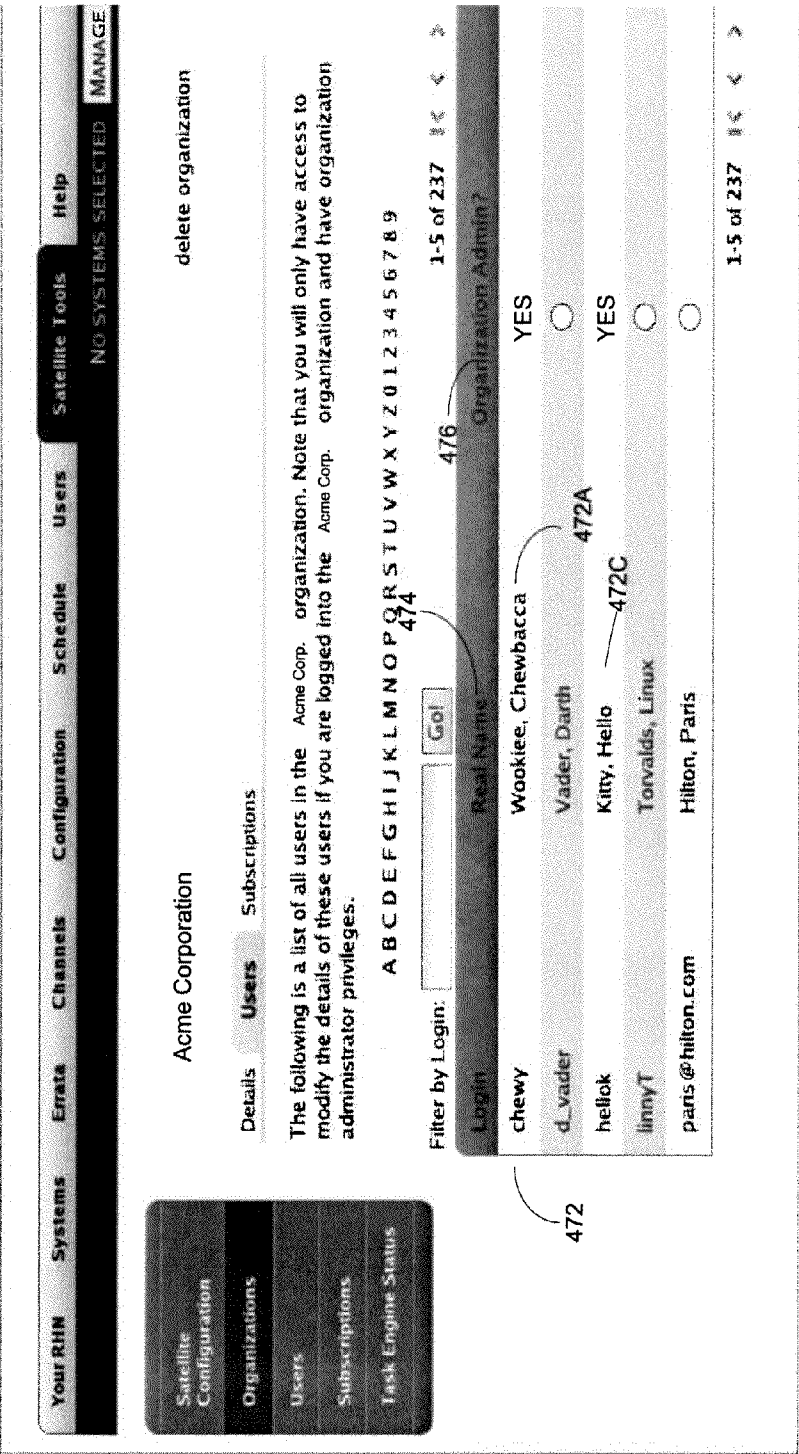 Your RHN Systems Errata Channels Configuration Schedule Users Satellite Tools Help
NO SYSTEMS SELECTED MANAGE
Satellite
Configuration
Organizations
Users
Subscriptions
Task Engine Status
Acme Corporation delete organization
Details Users Subscriptions
The following is a list of all users in the Acme Corp. organization. Note that you will only have access to
modify the details of these users if you are logged into the Acme Corp. organization and have organization
administrator privileges.
A B C D E F G H I J K L M N O P Q R S T U V W X Y Z 0 1 2 3 4 5 6 7 8 9
474 476
Filter by Login: Go! 1-5 of 237 |< < >
Login Real Name Organization Admin?
chewy Wookiee, Chewbacca YES
472
472A
d_vader Vader, Darth
heliok Kitty, Hello YES
472C
linnyT Torvalds, Linux
paris@hilton.com Hilton, Paris
1-5 of 237 |< < >